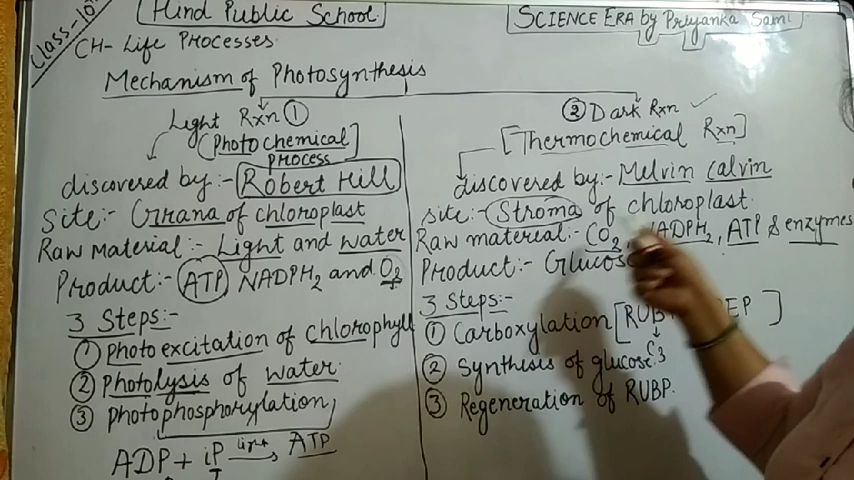 Class-10th
Hind Public School
SCIENCE ERA by Priyanka Saini
CH- Life Processes
Mechanism of Photosynthesis
Light Rxn ①
[Photochemical PROCESS]
discovered by:- Robert Hill
Site:- Grana of chloroplast
Raw Material:- Light and water
Product:- ATP NADPH2 and O2
3 Steps:-
① Photo excitation of chlorophyll
② Photolysis of water.
③ Photophosphorylation
ADP + iP light→ ATP
② Dark Rxn ✓
[Thermochemical Rxn]
discovered by:- Melvin Calvin
site:- Stroma of chloroplast.
Raw material:- CO2, NADPH2, ATP & enzymes
Product:- Glucose
3 Steps:-
① Carboxylation [RUBP
C3
② Synthesis of glucose.
③ Regeneration of RUBP.